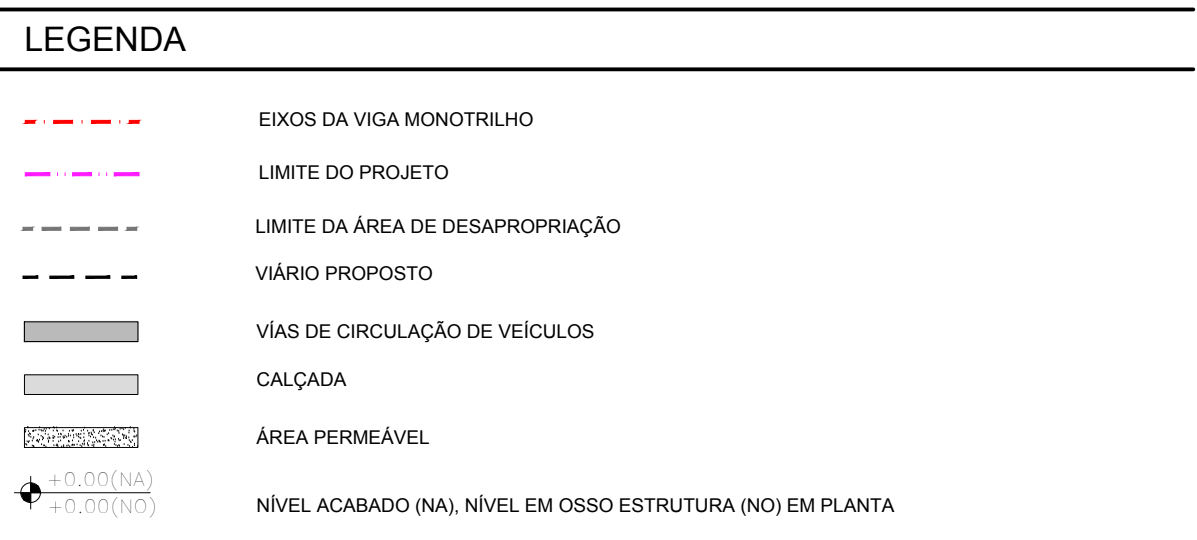 LEGENDA
EIXOS DA VIGA MONOTRILHO
LIMITE DO PROJETO
LIMITE DA ÁREA DE DESAPROPRIAÇÃO
VIÁRIO PROPOSTO
VÍAS DE CIRCULAÇÃO DE VEÍCULOS
CALÇADA
ÁREA PERMEÁVEL
+0.00(NA)
+0.00(NO)
NÍVEL ACABADO (NA), NÍVEL EM OSSO ESTRUTURA (NO) EM PLANTA